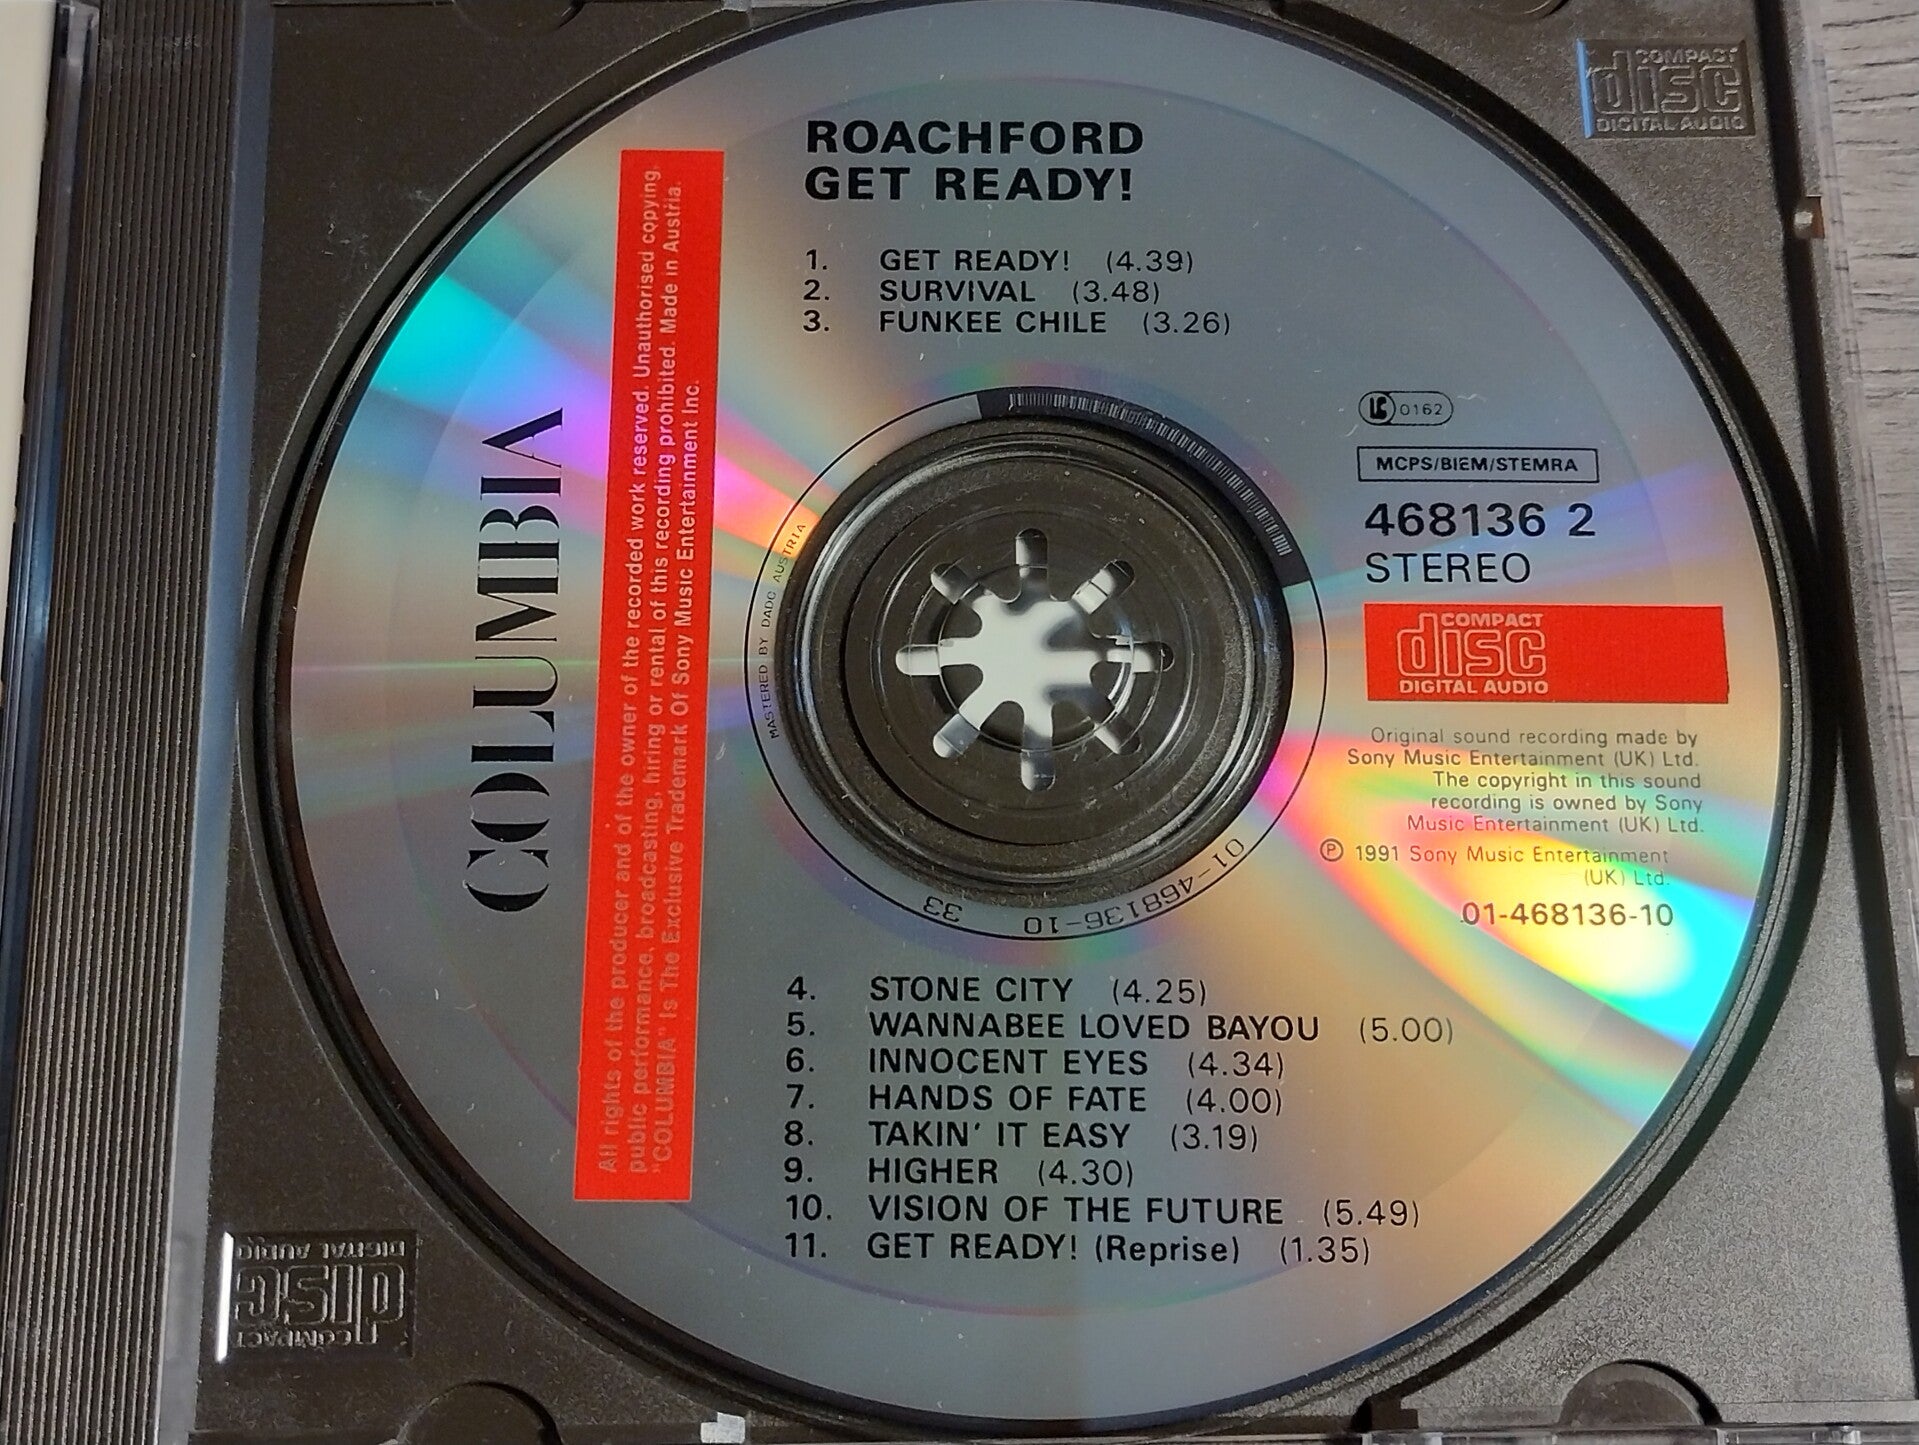 ROACHFORD
GET READY!
1. GET READY! (4.39)
2. SURVIVAL (3.48)
3. FUNKEE CHILE (3.26)
COLUMBIA
All rights of the producer and of the owner of the recorded work reserved. Unauthorised copying,
public performance, broadcasting, hiring or rental of this recording prohibited. Made in Austria.
"COLUMBIA" Is The Exclusive Trademark Of Sony Music Entertainment Inc.
LC 0162
MCPS/BIEM/STEMRA
468136 2
STEREO
COMPACT
disc
DIGITAL AUDIO
Original sound recording made by
Sony Music Entertainment (UK) Ltd.
The copyright in this sound
recording is owned by Sony
Music Entertainment (UK) Ltd.
℗ 1991 Sony Music Entertainment
(UK) Ltd.
01-468136-10
MASTERED BY DADC AUSTRIA
01-468136-10 33
4. STONE CITY (4.25)
5. WANNABEE LOVED BAYOU (5.00)
6. INNOCENT EYES (4.34)
7. HANDS OF FATE (4.00)
8. TAKIN' IT EASY (3.19)
9. HIGHER (4.30)
10. VISION OF THE FUTURE (5.49)
11. GET READY! (Reprise) (1.35)
COMPACT
disc
DIGITAL AUDIO
COMPACT
disc
DIGITAL AUDIO